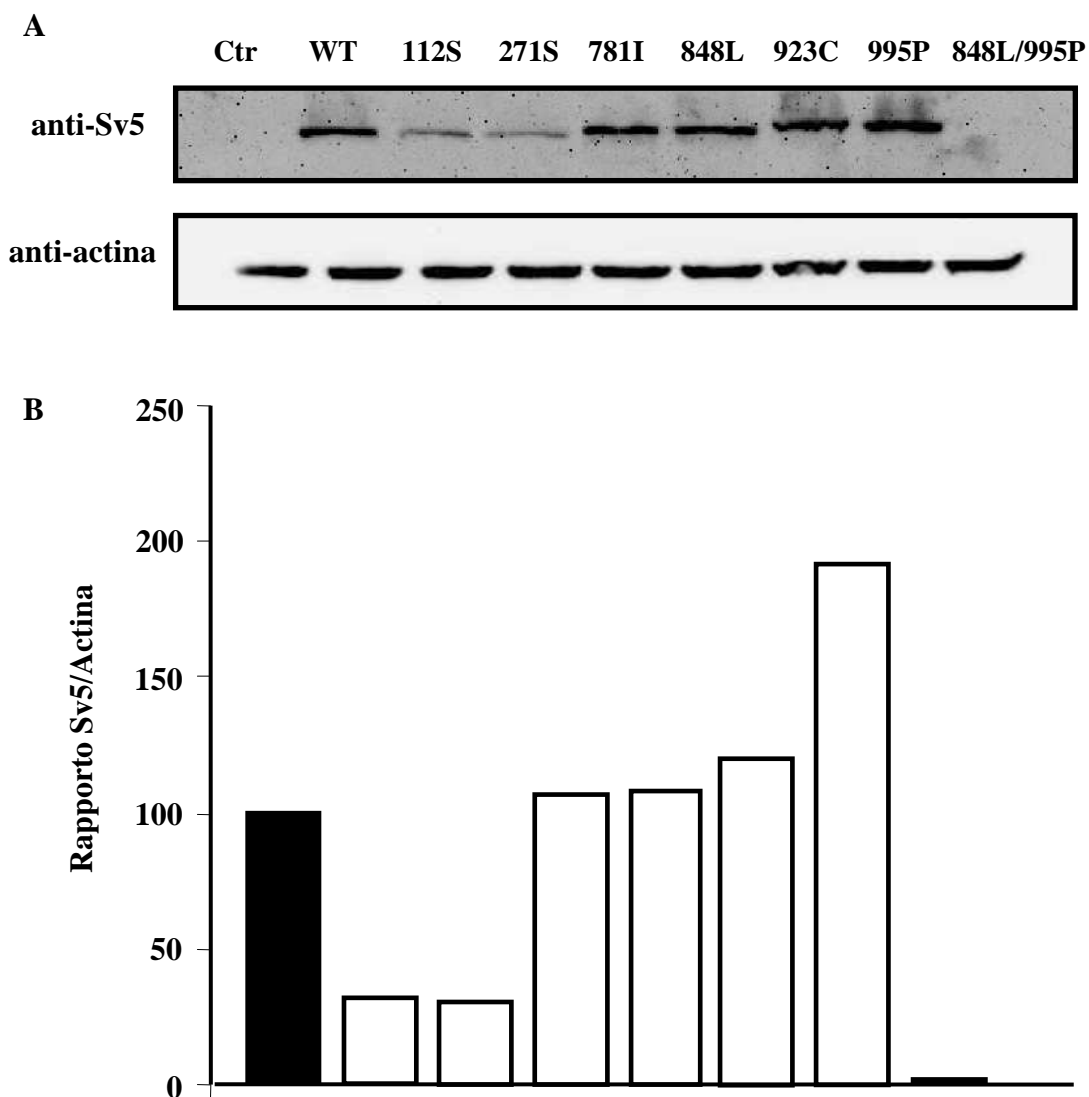 A
Ctr WT 112S 271S 781I 848L 923C 995P 848L/995P
anti-Sv5
anti-actina
B
250
200
150
100
50
0
Rapporto Sv5/Actina